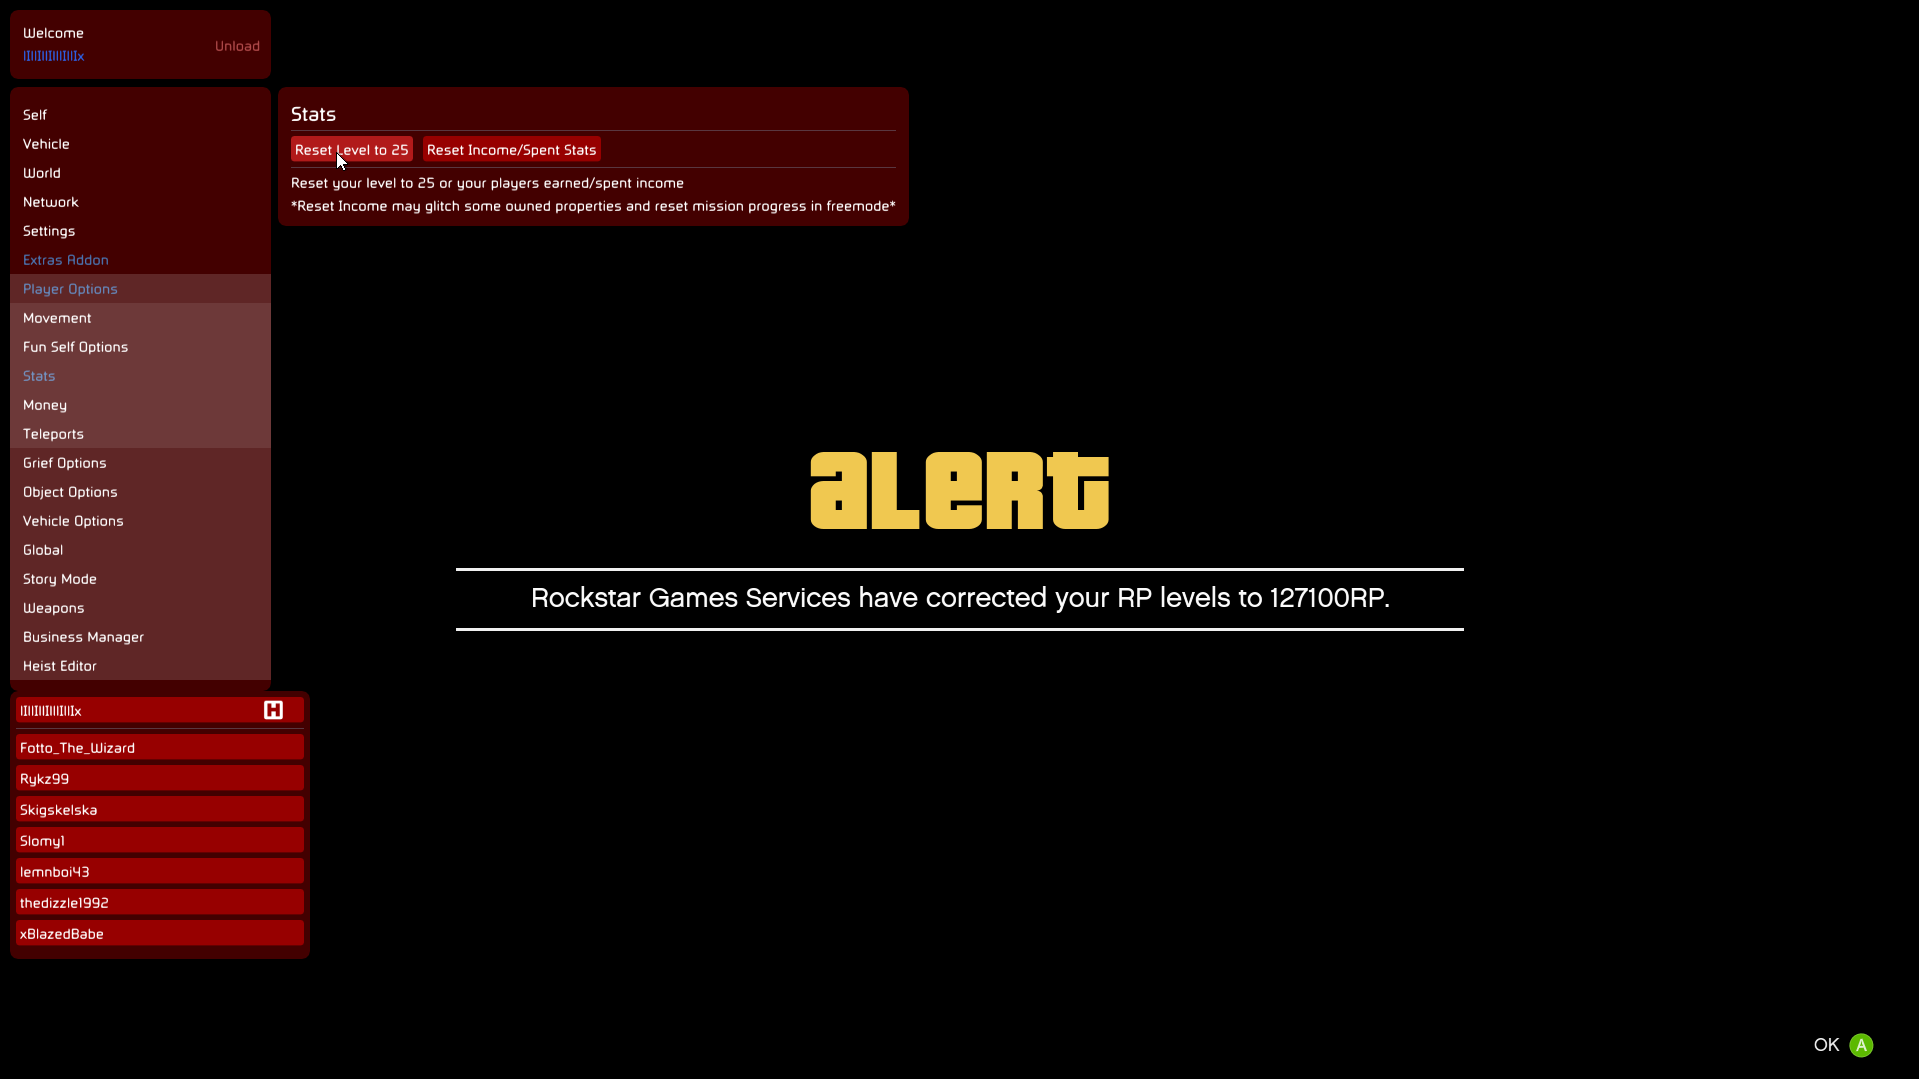 Welcome
Unload
Self
Vehicle
World
Network
Settings
Extras Addon
Player Options
Movement
Fun Self Options
Stats
Money
Teleports
Grief Options
Object Options
Vehicle Options
Global
Story Mode
Weapons
Business Manager
Heist Editor
H
Fotto_The_Wizard
Rykz99
Skigskelska
Slomy1
lemnboi43
thedizzle1992
xBlazedBabe
Stats
Reset Level to 25 Reset Income/Spent Stats
Reset your level to 25 or your players earned/spent income
*Reset Income may glitch some owned properties and reset mission progress in freemode*
aLeRt
Rockstar Games Services have corrected your RP levels to 127100RP.
OK A